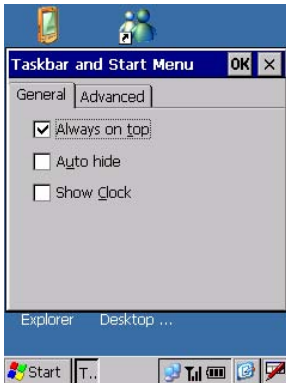 Taskbar and Start Menu OK ×
General Advanced
Always on top
Auto hide
Show Clock
Explorer Desktop ...
Start T..